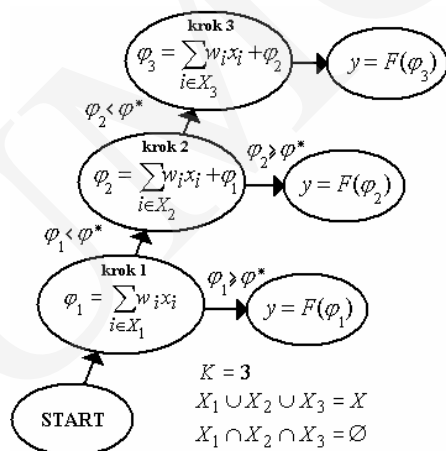 krok 3
φ₃ = ∑ wᵢxᵢ + φ₂
i∈X₃
y = F(φ₃)
φ₂ < φ*
krok 2
φ₂ = ∑ wᵢxᵢ + φ₁
i∈X₂
φ₂ ⩾ φ*
y = F(φ₂)
φ₁ < φ*
krok 1
φ₁ = ∑ wᵢxᵢ
i∈X₁
φ₁ ⩾ φ*
y = F(φ₁)
START
K = 3
X₁ ∪ X₂ ∪ X₃ = X
X₁ ∩ X₂ ∩ X₃ = ∅